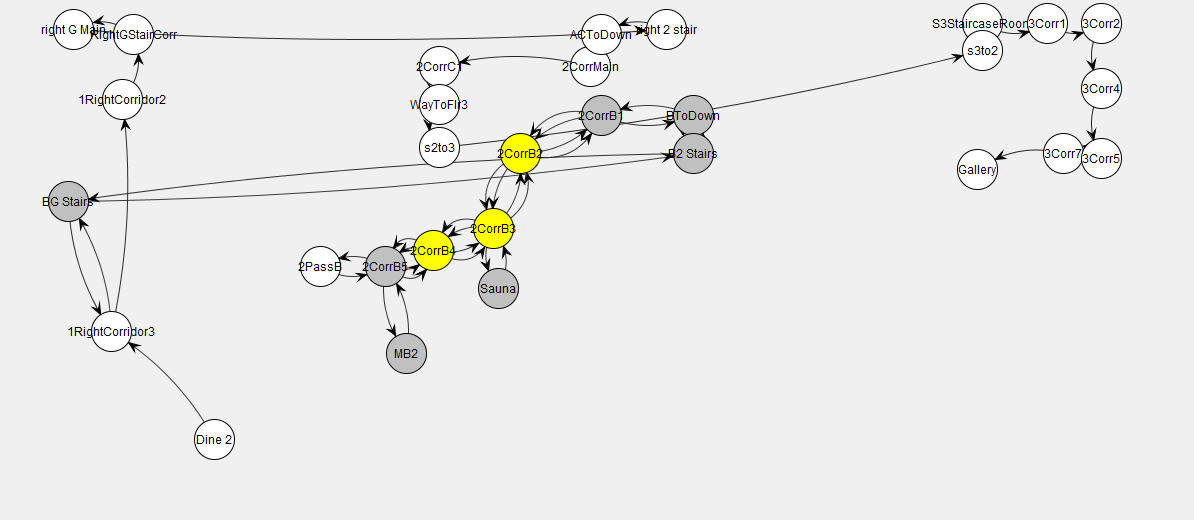 right G Main
RightGStairCorr
ACToDown
right 2 stair
S3StaircaseRoom
3Corr1
3Corr2
s3to2
2CorrC1
2CorrMain
1RightCorridor2
WayToFlr3
3Corr4
2CorrB1
BToDown
s2to3
2CorrB2
B2 Stairs
3Corr7
3Corr5
Gallery
BG Stairs
2CorrB3
2CorrB4
2PassB
2CorrB5
Sauna
1RightCorridor3
MB2
Dine 2